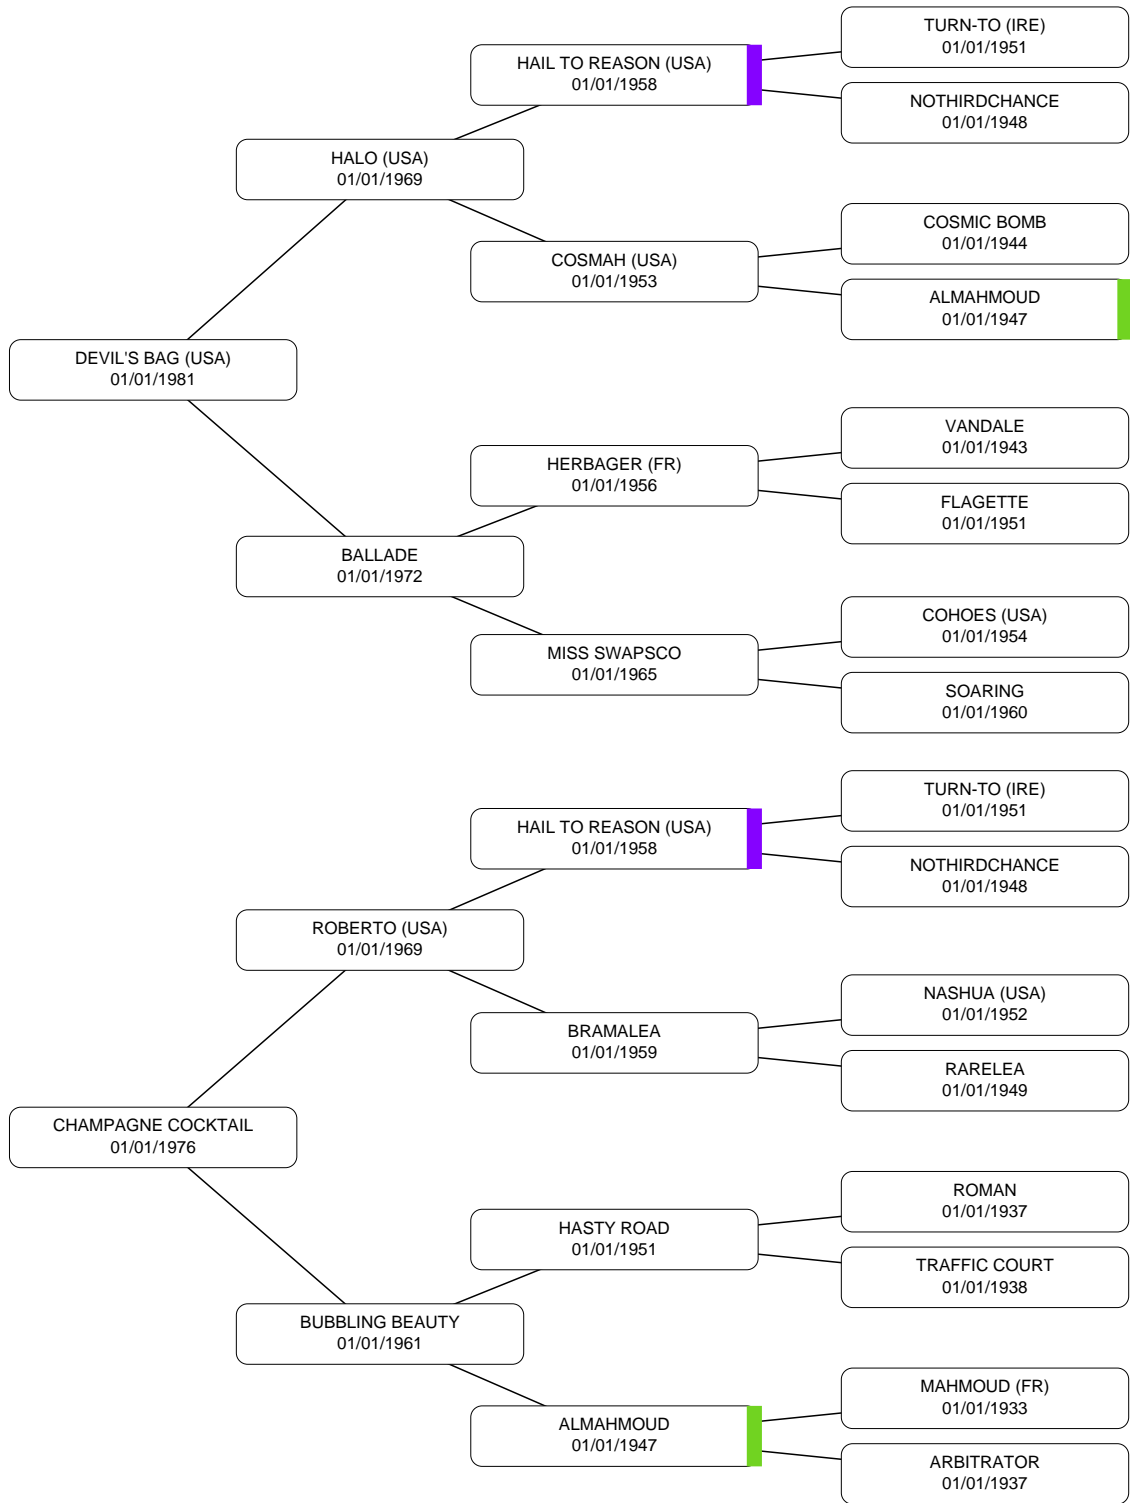 TURN-TO (IRE)
01/01/1951
HAIL TO REASON (USA)
01/01/1958
NOTHIRDCHANCE
01/01/1948
HALO (USA)
01/01/1969
COSMIC BOMB
01/01/1944
COSMAH (USA)
01/01/1953
ALMAHMOUD
01/01/1947
DEVIL'S BAG (USA)
01/01/1981
VANDALE
01/01/1943
HERBAGER (FR)
01/01/1956
FLAGETTE
01/01/1951
BALLADE
01/01/1972
COHOES (USA)
01/01/1954
MISS SWAPSCO
01/01/1965
SOARING
01/01/1960
TURN-TO (IRE)
01/01/1951
HAIL TO REASON (USA)
01/01/1958
NOTHIRDCHANCE
01/01/1948
ROBERTO (USA)
01/01/1969
NASHUA (USA)
01/01/1952
BRAMALEA
01/01/1959
RARELEA
01/01/1949
CHAMPAGNE COCKTAIL
01/01/1976
ROMAN
01/01/1937
HASTY ROAD
01/01/1951
TRAFFIC COURT
01/01/1938
BUBBLING BEAUTY
01/01/1961
MAHMOUD (FR)
01/01/1933
ALMAHMOUD
01/01/1947
ARBITRATOR
01/01/1937